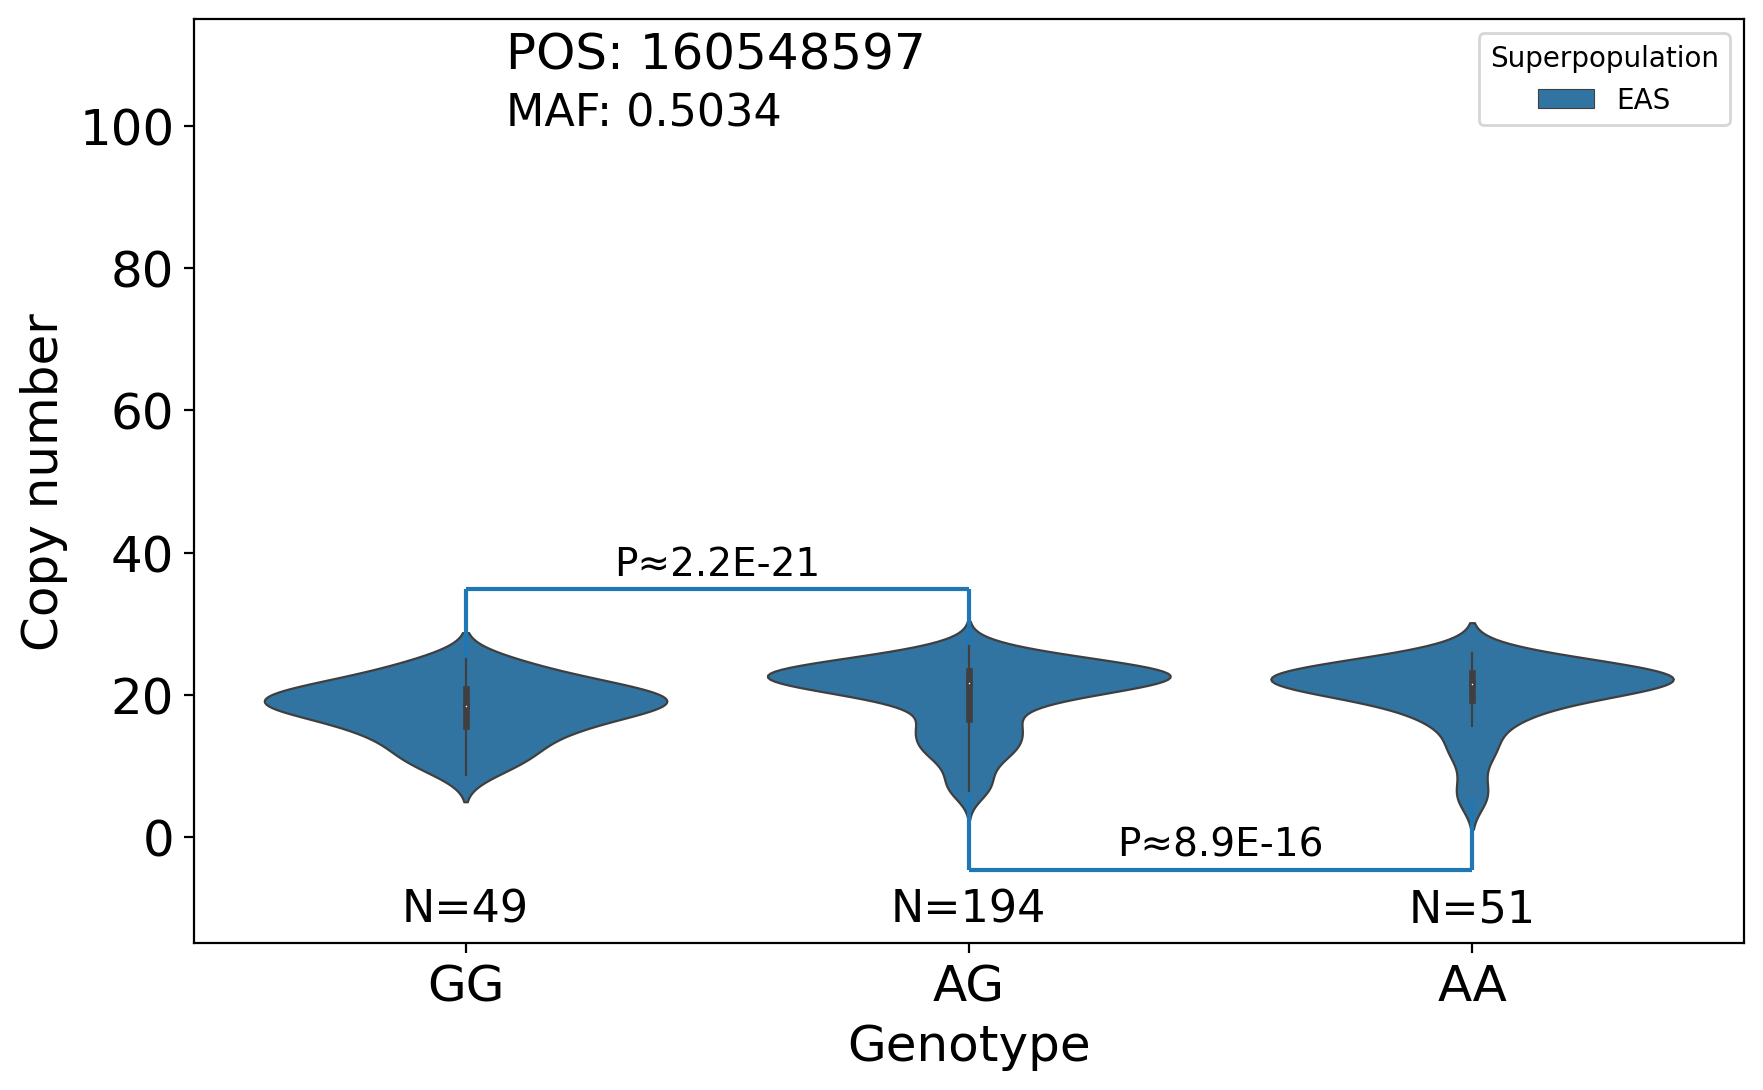 POS: 160548597
MAF: 0.5034
Superpopulation
EAS
100
80
60
40
20
0
Copy number
P≈2.2E-21
P≈8.9E-16
N=49
N=194
N=51
GG
AG
AA
Genotype